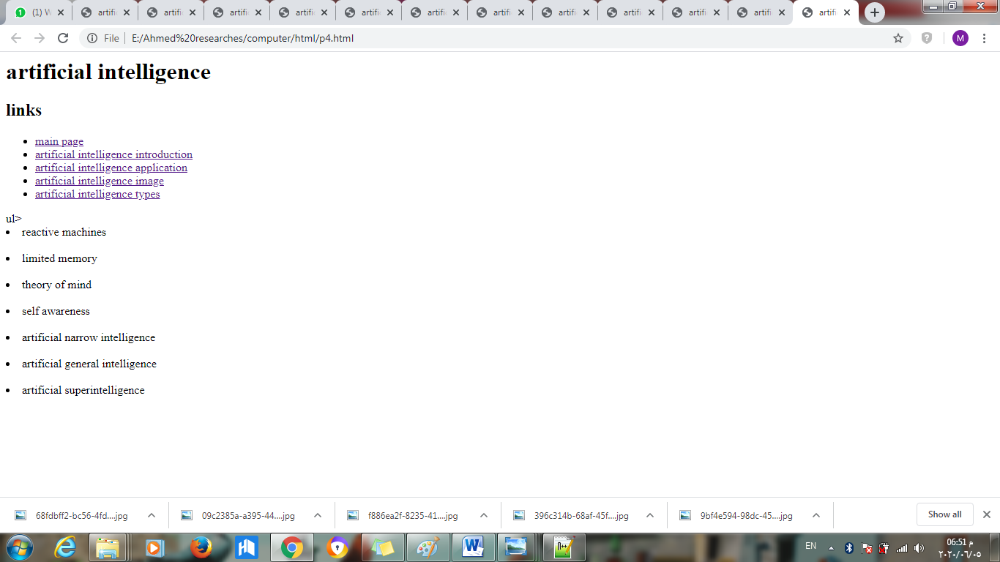 (1) W
artifi
artifi
artifi
artifi
artifi
artifi
artifi
artifi
artifi
artifi
artifi
artifi
File E:/Ahmed%20researches/computer/html/p4.html
M
artificial intelligence
links
main page
artificial intelligence introduction
artificial intelligence application
artificial intelligence image
artificial intelligence types
ul>
reactive machines
limited memory
theory of mind
self awareness
artificial narrow intelligence
artificial general intelligence
artificial superintelligence
68fdbff2-bc56-4fd....jpg
09c2385a-a395-44....jpg
f886ea2f-8235-41....jpg
396c314b-68af-45f....jpg
9bf4e594-98dc-45....jpg
Show all
EN
06:51 م
٢٠٢٠/٠٦/٠٥